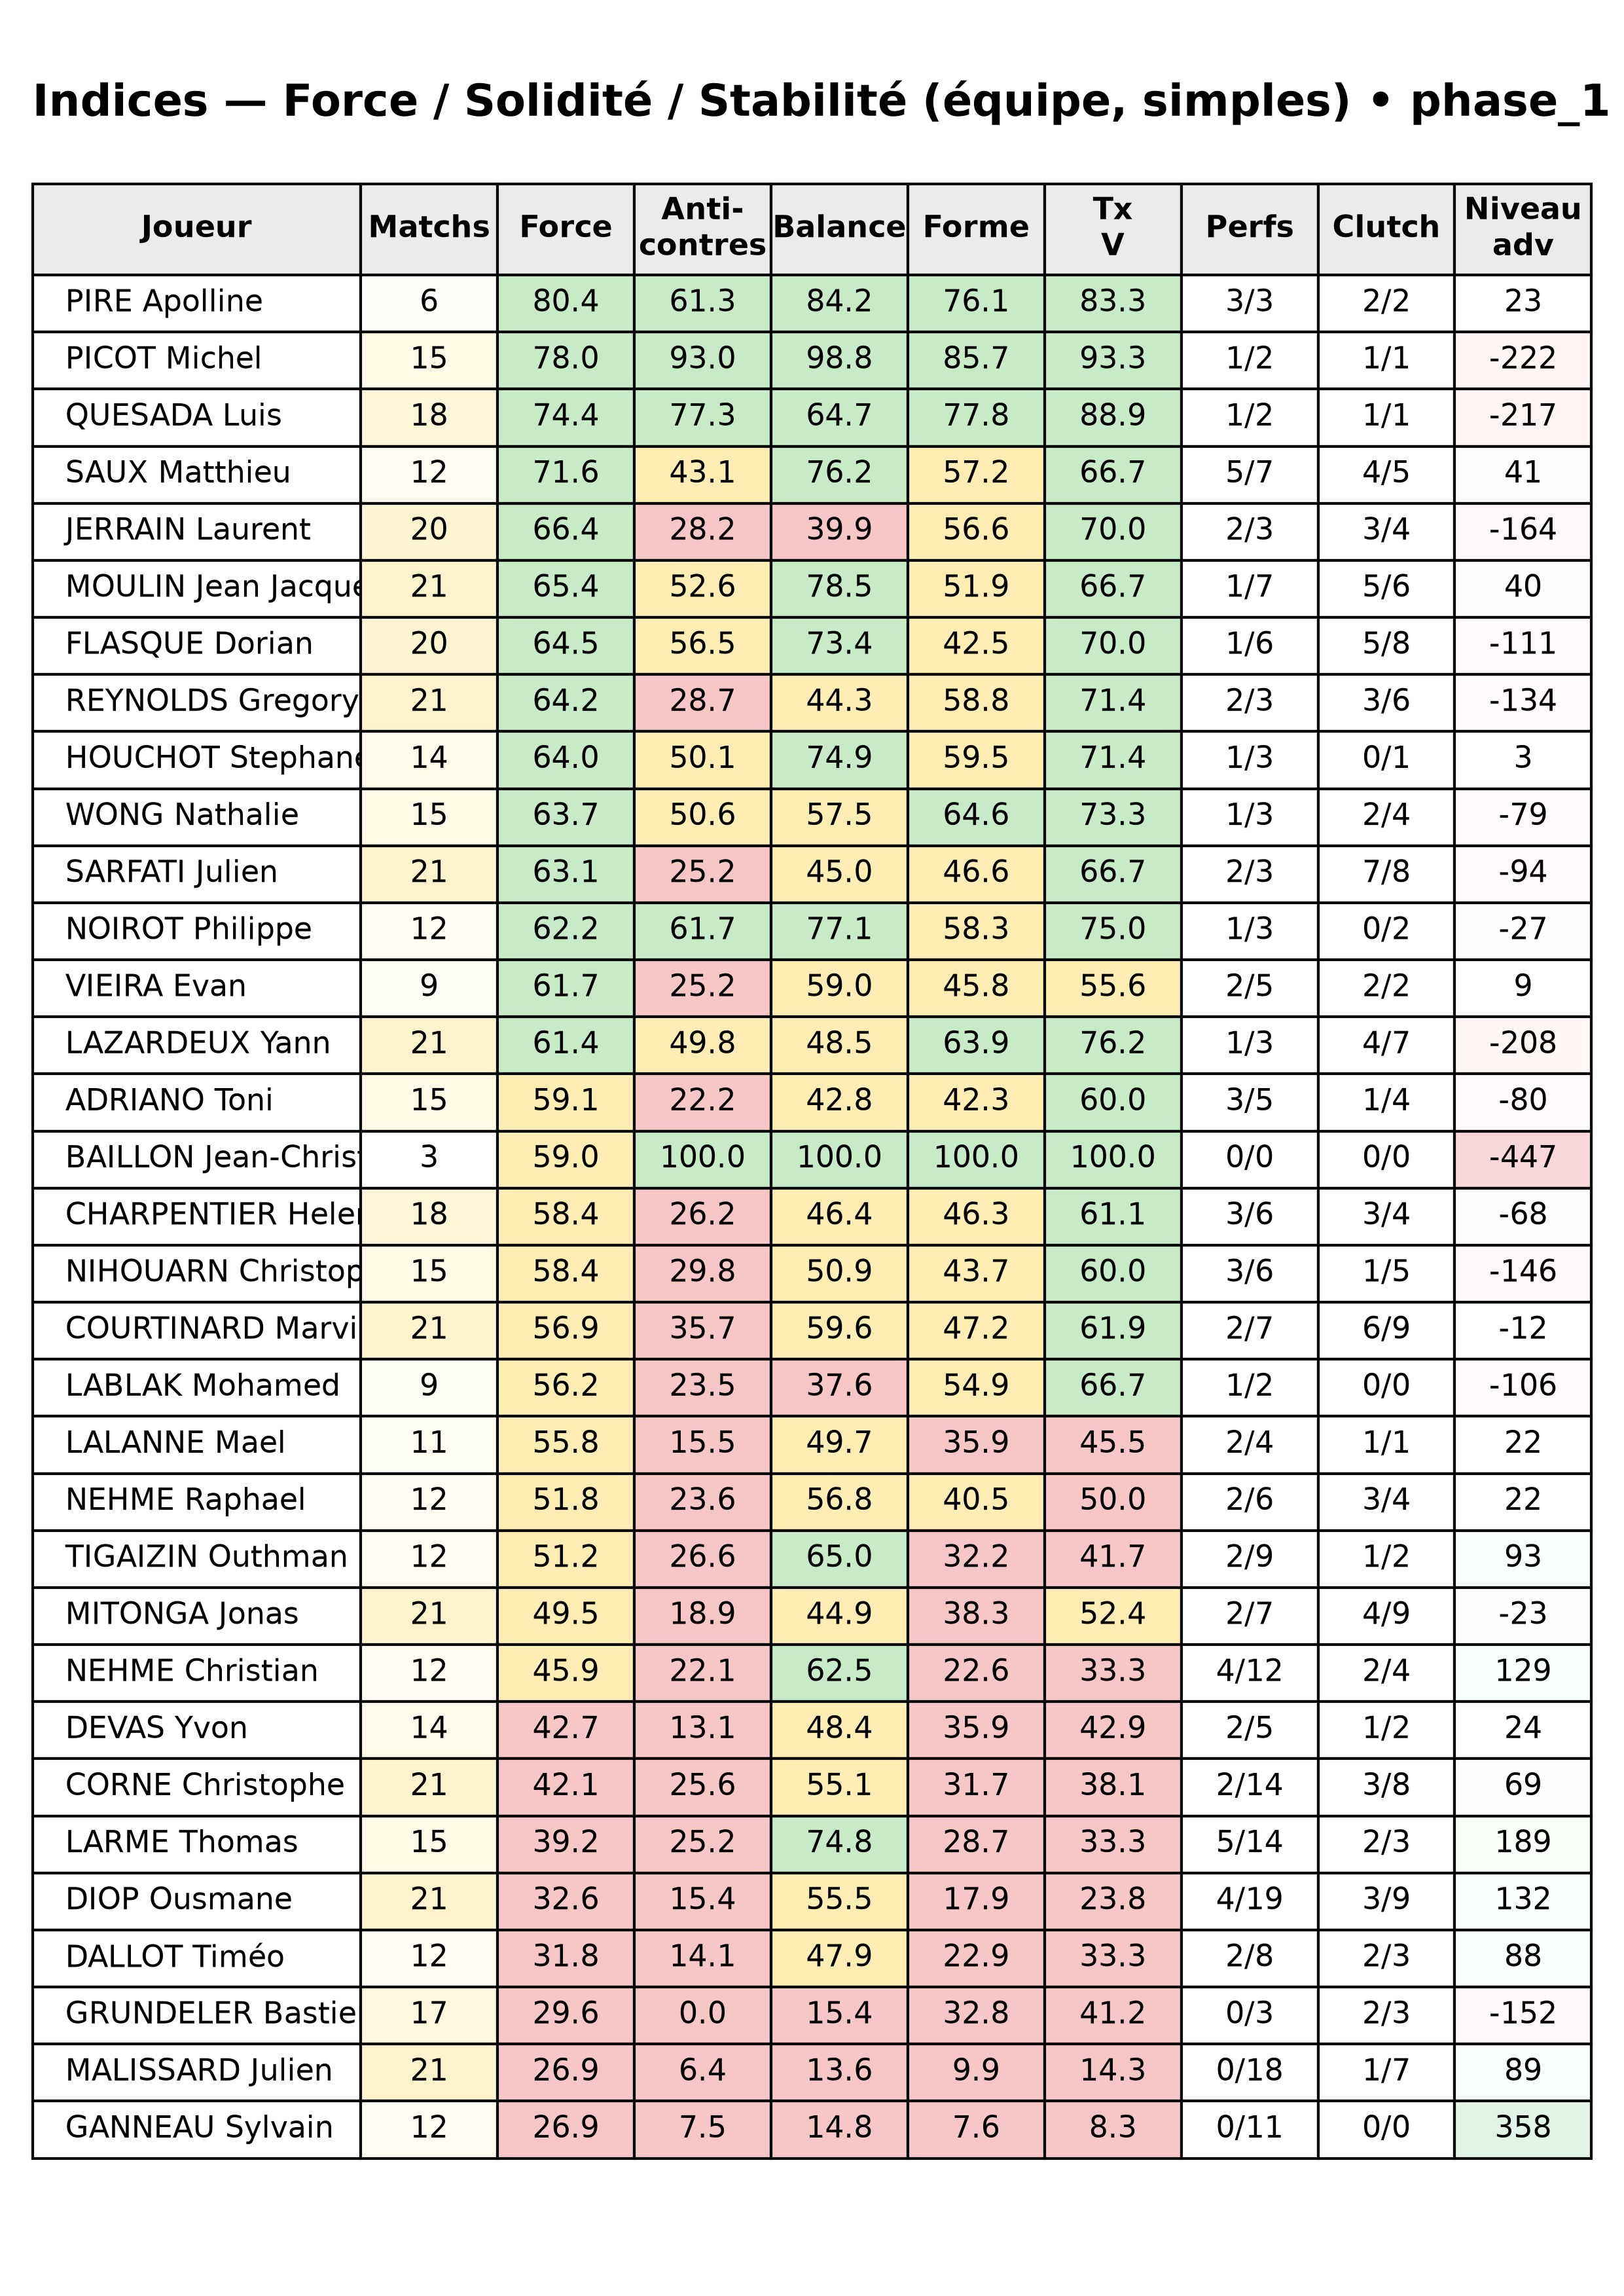 Indices — Force / Solidité / Stabilité (équipe, simples) • phase_1
Joueur Matchs Force Anti-contres Balance Forme Tx V Perfs Clutch Niveau adv
PIRE Apolline 6 80.4 61.3 84.2 76.1 83.3 3/3 2/2 23
PICOT Michel 15 78.0 93.0 98.8 85.7 93.3 1/2 1/1 -222
QUESADA Luis 18 74.4 77.3 64.7 77.8 88.9 1/2 1/1 -217
SAUX Matthieu 12 71.6 43.1 76.2 57.2 66.7 5/7 4/5 41
JERRAIN Laurent 20 66.4 28.2 39.9 56.6 70.0 2/3 3/4 -164
MOULIN Jean Jacque 21 65.4 52.6 78.5 51.9 66.7 1/7 5/6 40
FLASQUE Dorian 20 64.5 56.5 73.4 42.5 70.0 1/6 5/8 -111
REYNOLDS Gregory 21 64.2 28.7 44.3 58.8 71.4 2/3 3/6 -134
HOUCHOT Stephane 14 64.0 50.1 74.9 59.5 71.4 1/3 0/1 3
WONG Nathalie 15 63.7 50.6 57.5 64.6 73.3 1/3 2/4 -79
SARFATI Julien 21 63.1 25.2 45.0 46.6 66.7 2/3 7/8 -94
NOIROT Philippe 12 62.2 61.7 77.1 58.3 75.0 1/3 0/2 -27
VIEIRA Evan 9 61.7 25.2 59.0 45.8 55.6 2/5 2/2 9
LAZARDEUX Yann 21 61.4 49.8 48.5 63.9 76.2 1/3 4/7 -208
ADRIANO Toni 15 59.1 22.2 42.8 42.3 60.0 3/5 1/4 -80
BAILLON Jean-Christ 3 59.0 100.0 100.0 100.0 100.0 0/0 0/0 -447
CHARPENTIER Helen 18 58.4 26.2 46.4 46.3 61.1 3/6 3/4 -68
NIHOUARN Christop 15 58.4 29.8 50.9 43.7 60.0 3/6 1/5 -146
COURTINARD Marvi 21 56.9 35.7 59.6 47.2 61.9 2/7 6/9 -12
LABLAK Mohamed 9 56.2 23.5 37.6 54.9 66.7 1/2 0/0 -106
LALANNE Mael 11 55.8 15.5 49.7 35.9 45.5 2/4 1/1 22
NEHME Raphael 12 51.8 23.6 56.8 40.5 50.0 2/6 3/4 22
TIGAIZIN Outhman 12 51.2 26.6 65.0 32.2 41.7 2/9 1/2 93
MITONGA Jonas 21 49.5 18.9 44.9 38.3 52.4 2/7 4/9 -23
NEHME Christian 12 45.9 22.1 62.5 22.6 33.3 4/12 2/4 129
DEVAS Yvon 14 42.7 13.1 48.4 35.9 42.9 2/5 1/2 24
CORNE Christophe 21 42.1 25.6 55.1 31.7 38.1 2/14 3/8 69
LARME Thomas 15 39.2 25.2 74.8 28.7 33.3 5/14 2/3 189
DIOP Ousmane 21 32.6 15.4 55.5 17.9 23.8 4/19 3/9 132
DALLOT Timéo 12 31.8 14.1 47.9 22.9 33.3 2/8 2/3 88
GRUNDELER Bastie 17 29.6 0.0 15.4 32.8 41.2 0/3 2/3 -152
MALISSARD Julien 21 26.9 6.4 13.6 9.9 14.3 0/18 1/7 89
GANNEAU Sylvain 12 26.9 7.5 14.8 7.6 8.3 0/11 0/0 358